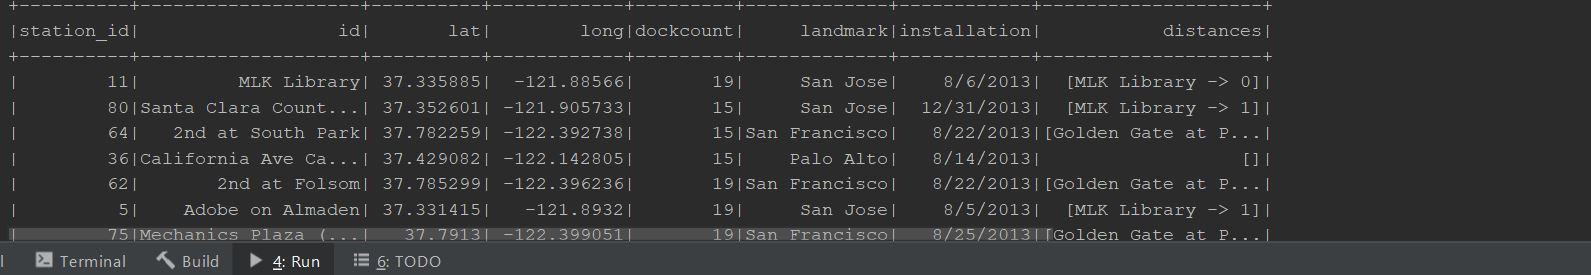 +----------+--------------------+---------+-----------+---------+-------------+------------+--------------------+
|station_id|                  id|      lat|       long|dockcount|     landmark|installation|           distances|
+----------+--------------------+---------+-----------+---------+-------------+------------+--------------------+
|        11|         MLK Library|37.335885| -121.88566|       19|     San Jose|    8/6/2013|  [MLK Library -> 0]|
|        80|Santa Clara Count...|37.352601|-121.905733|       15|     San Jose|  12/31/2013|  [MLK Library -> 1]|
|        64|   2nd at South Park|37.782259|-122.392738|       15|San Francisco|   8/22/2013|[Golden Gate at P...|
|        36|California Ave Ca...|37.429082|-122.142805|       15|    Palo Alto|   8/14/2013|                  []|
|        62|       2nd at Folsom|37.785299|-122.396236|       19|San Francisco|   8/22/2013|[Golden Gate at P...|
|         5|    Adobe on Almaden|37.331415|  -121.8932|       19|     San Jose|    8/5/2013|  [MLK Library -> 1]|
|        75|Mechanics Plaza (...|  37.7913|-122.399051|       19|San Francisco|   8/25/2013|[Golden Gate at P...|
Terminal Build 4: Run 6: TODO